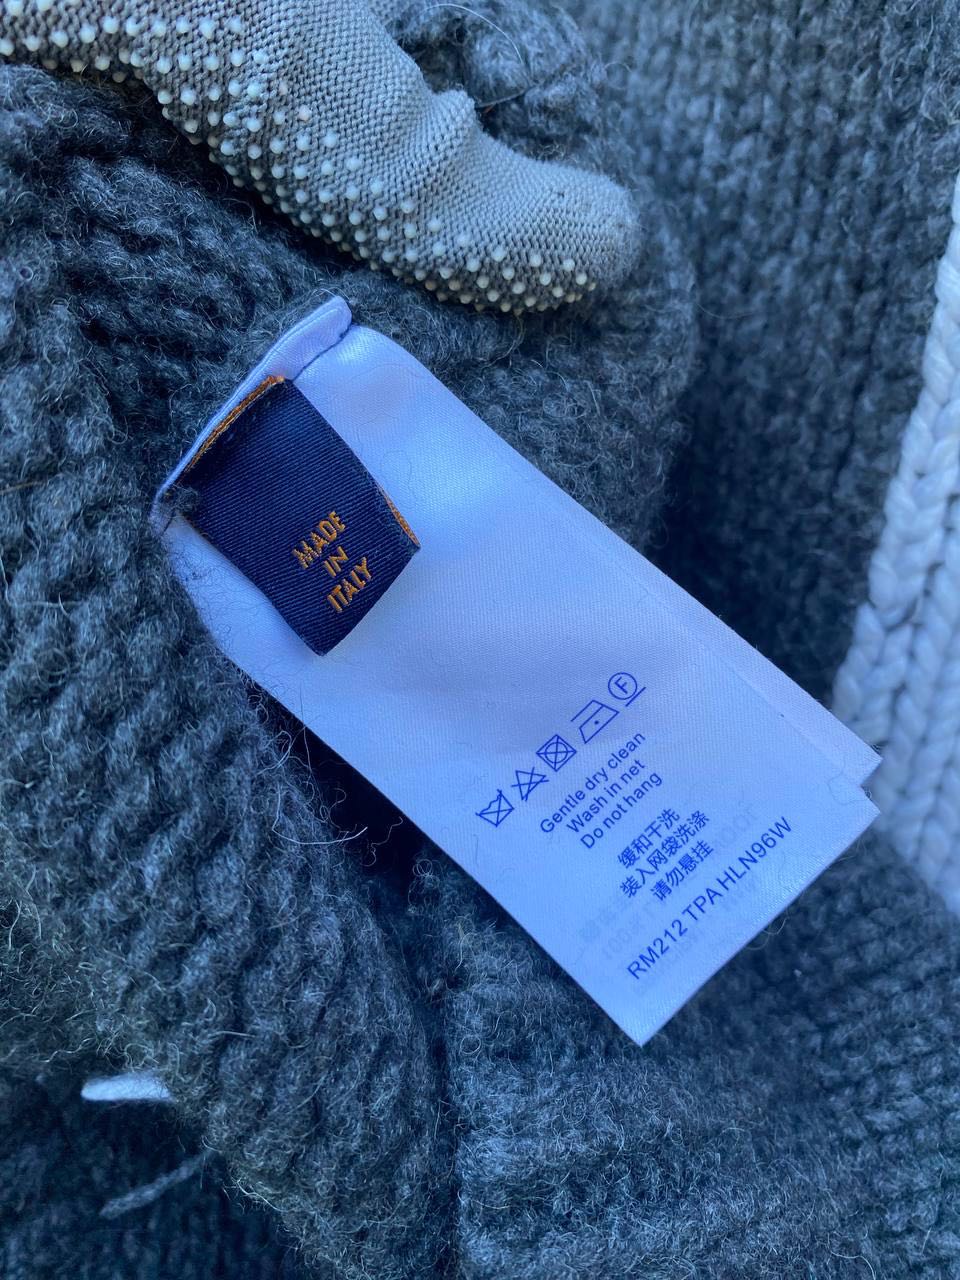 MADE
IN
ITALY
F
Gentle dry clean
Wash in net
Do not hang
缓和干洗
装入网袋洗涤
请勿悬挂
RM212 TPA HLN96W